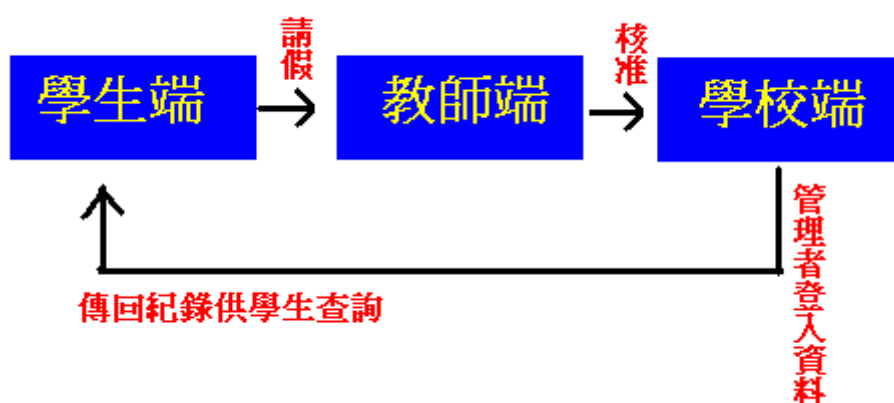 學生端
請假
教師端
核准
學校端
管理者登入資料
傳回紀錄供學生查詢